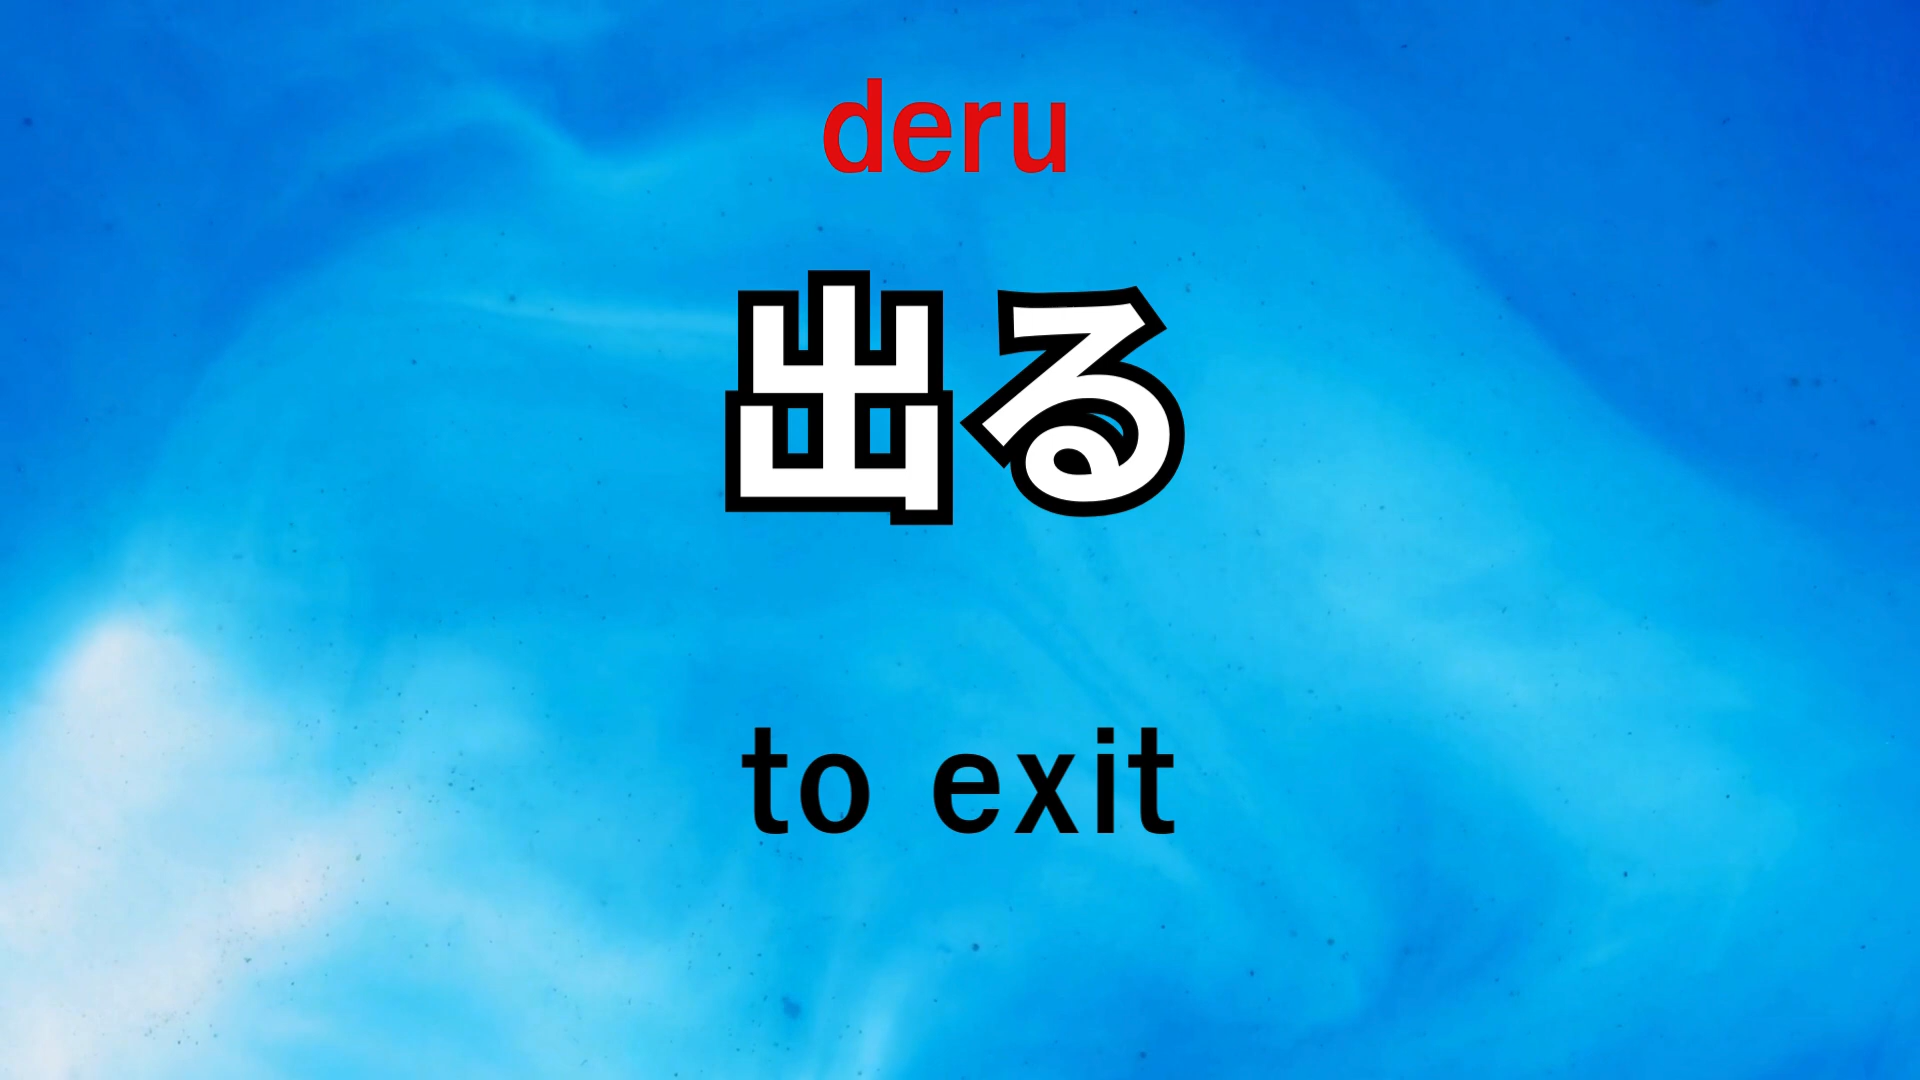 deru
出る
to exit